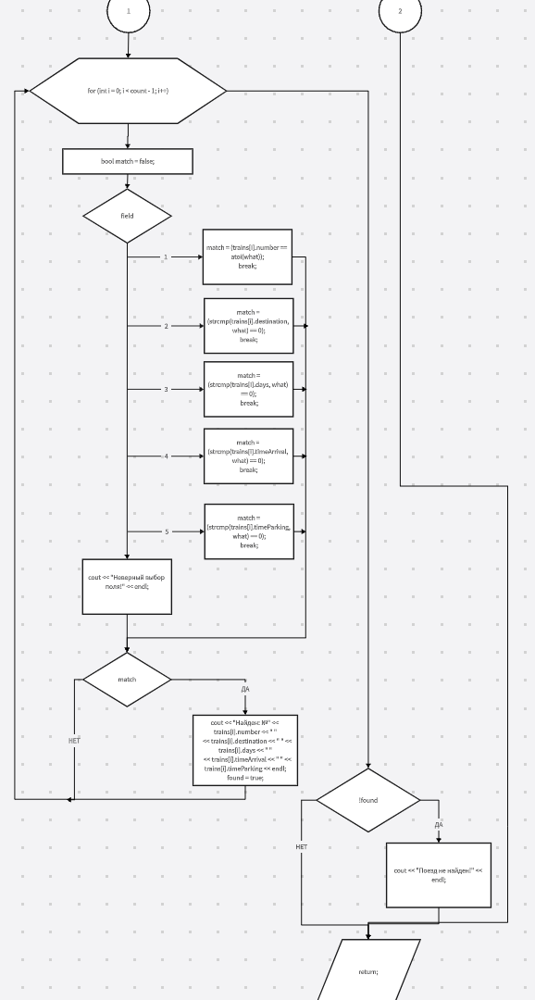 1
2
for (int i = 0; i < count - 1; i++)
bool match = false;
field
1
match = (trains[i].number ==
atoi(what));
break;
2
match =
(strcmp(trains[i].destination,
what) == 0);
break;
3
match =
(strcmp(trains[i].days, what)
== 0);
break;
4
match =
(strcmp(trains[i].timeArrival,
what) == 0);
break;
5
match =
(strcmp(trains[i].timeParking,
what) == 0);
break;
cout << "Неверный выбор
поля!" << endl;
match
ДА
НЕТ
cout << "Найден: №" <<
trains[i].number << " "
<< trains[i].destination << " " <<
trains[i].days << " "
<< trains[i].timeArrival << " " <<
trains[i].timeParking << endl;
found = true;
!found
ДА
НЕТ
cout << "Поезд не найден!" <<
endl;
return;